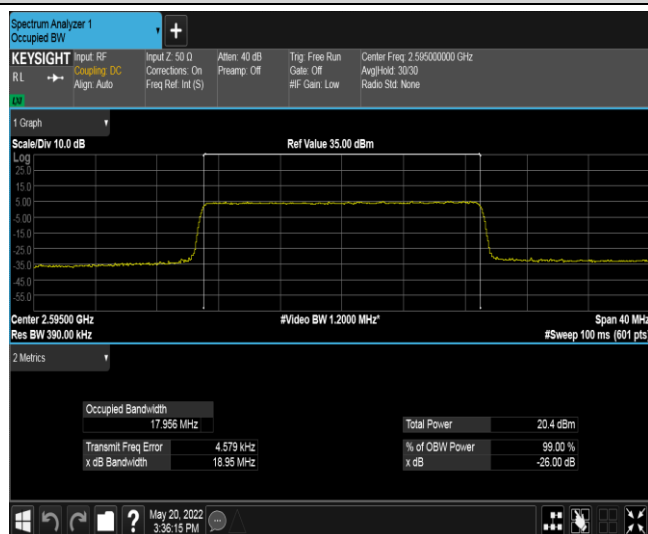 Spectrum Analyzer 1
Occupied BW
+
KEYSIGHT Input: RF Input Z: 50 Ω Atten: 40 dB Trig: Free Run Center Freq: 2.595000000 GHz
RL Coupling: DC Corrections: On Preamp: Off Gate: Off Avg|Hold: 30/30
Align: Auto Freq Ref: Int (S) #IF Gain: Low Radio Std: None
LXI
1 Graph
Scale/Div 10.0 dB Ref Value 35.00 dBm
Log
25.0
15.0
5.00
-5.00
-15.0
-25.0
-35.0
-45.0
-55.0
Center 2.59500 GHz #Video BW 1.2000 MHz* Span 40 MHz
Res BW 390.00 kHz #Sweep 100 ms (601 pts)
2 Metrics
Occupied Bandwidth
17.956 MHz Total Power 20.4 dBm
Transmit Freq Error 4.579 kHz % of OBW Power 99.00 %
x dB Bandwidth 18.95 MHz x dB -26.00 dB
? May 20, 2022
3:36:15 PM